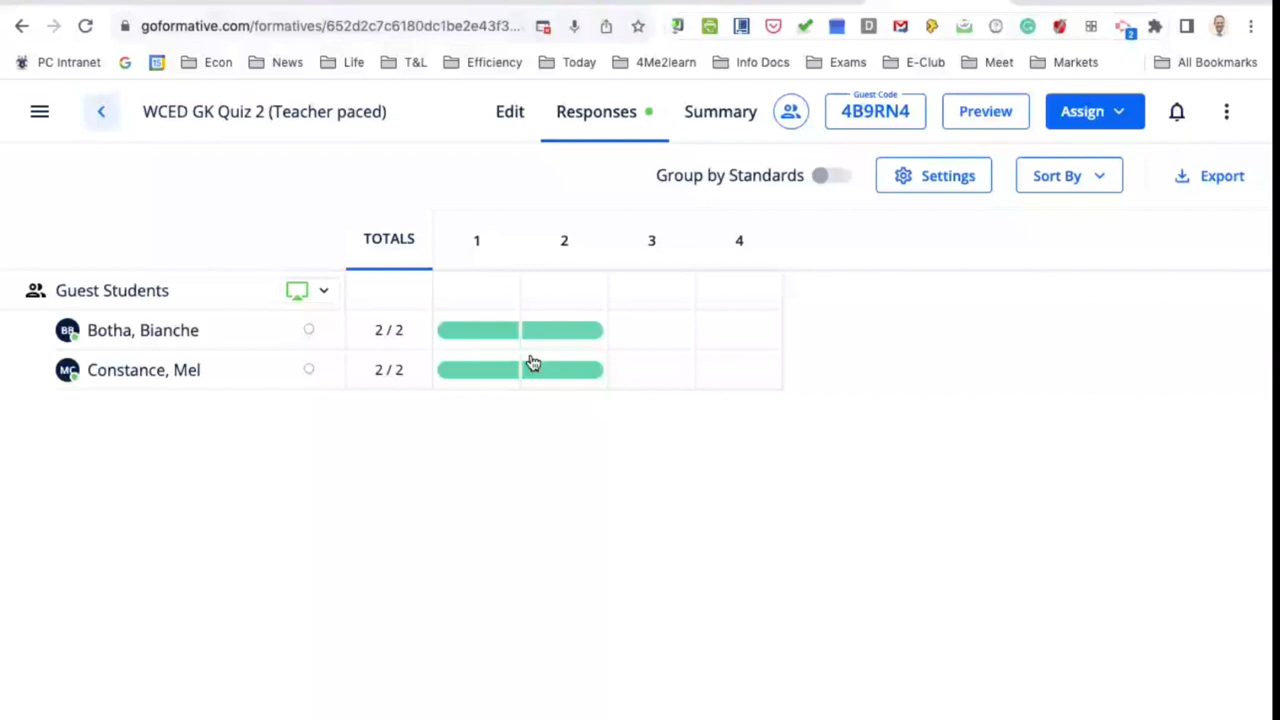 goformative.com/formatives/652d2c7c6180dc1be2e43f3...
2
PC Intranet
15
Econ
News
Life
T&L
Efficiency
Today
4Me2learn
Info Docs
Exams
E-Club
Meet
Markets
All Bookmarks
WCED GK Quiz 2 (Teacher paced)
Edit
Responses
Summary
Guest Code
4B9RN4
Preview
Assign
Group by Standards
Settings
Sort By
Export
TOTALS
1
2
3
4
Guest Students
BB
Botha, Bianche
2 / 2
MC
Constance, Mel
2 / 2